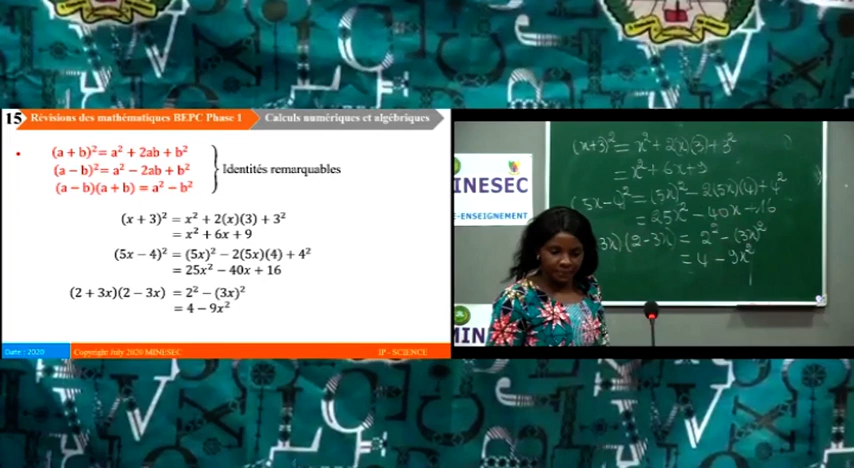 15 Révisions des mathématiques BEPC Phase 1 Calculs numériques et algébriques
• (a + b)² = a² + 2ab + b²
(a − b)² = a² − 2ab + b²
(a − b)(a + b) = a² − b²
Identités remarquables
(x + 3)² = x² + 2(x)(3) + 3²
= x² + 6x + 9
(5x − 4)² = (5x)² − 2(5x)(4) + 4²
= 25x² − 40x + 16
(2 + 3x)(2 − 3x) = 2² − (3x)²
= 4 − 9x²
Date : 2020 Copyright July 2020 MINESEC IP - SCIENCE
INESEC
E-ENSEIGNEMENT
MIN
(x+3)² = x² + 2(x)(3) + 3²
= x² + 6x + 9
(5x−4)² = (5x)² − 2(5x)(4) + 4²
= 25x² − 40x + 16
3x)(2−3x) = 2² − (3x)²
= 4 − 9x²